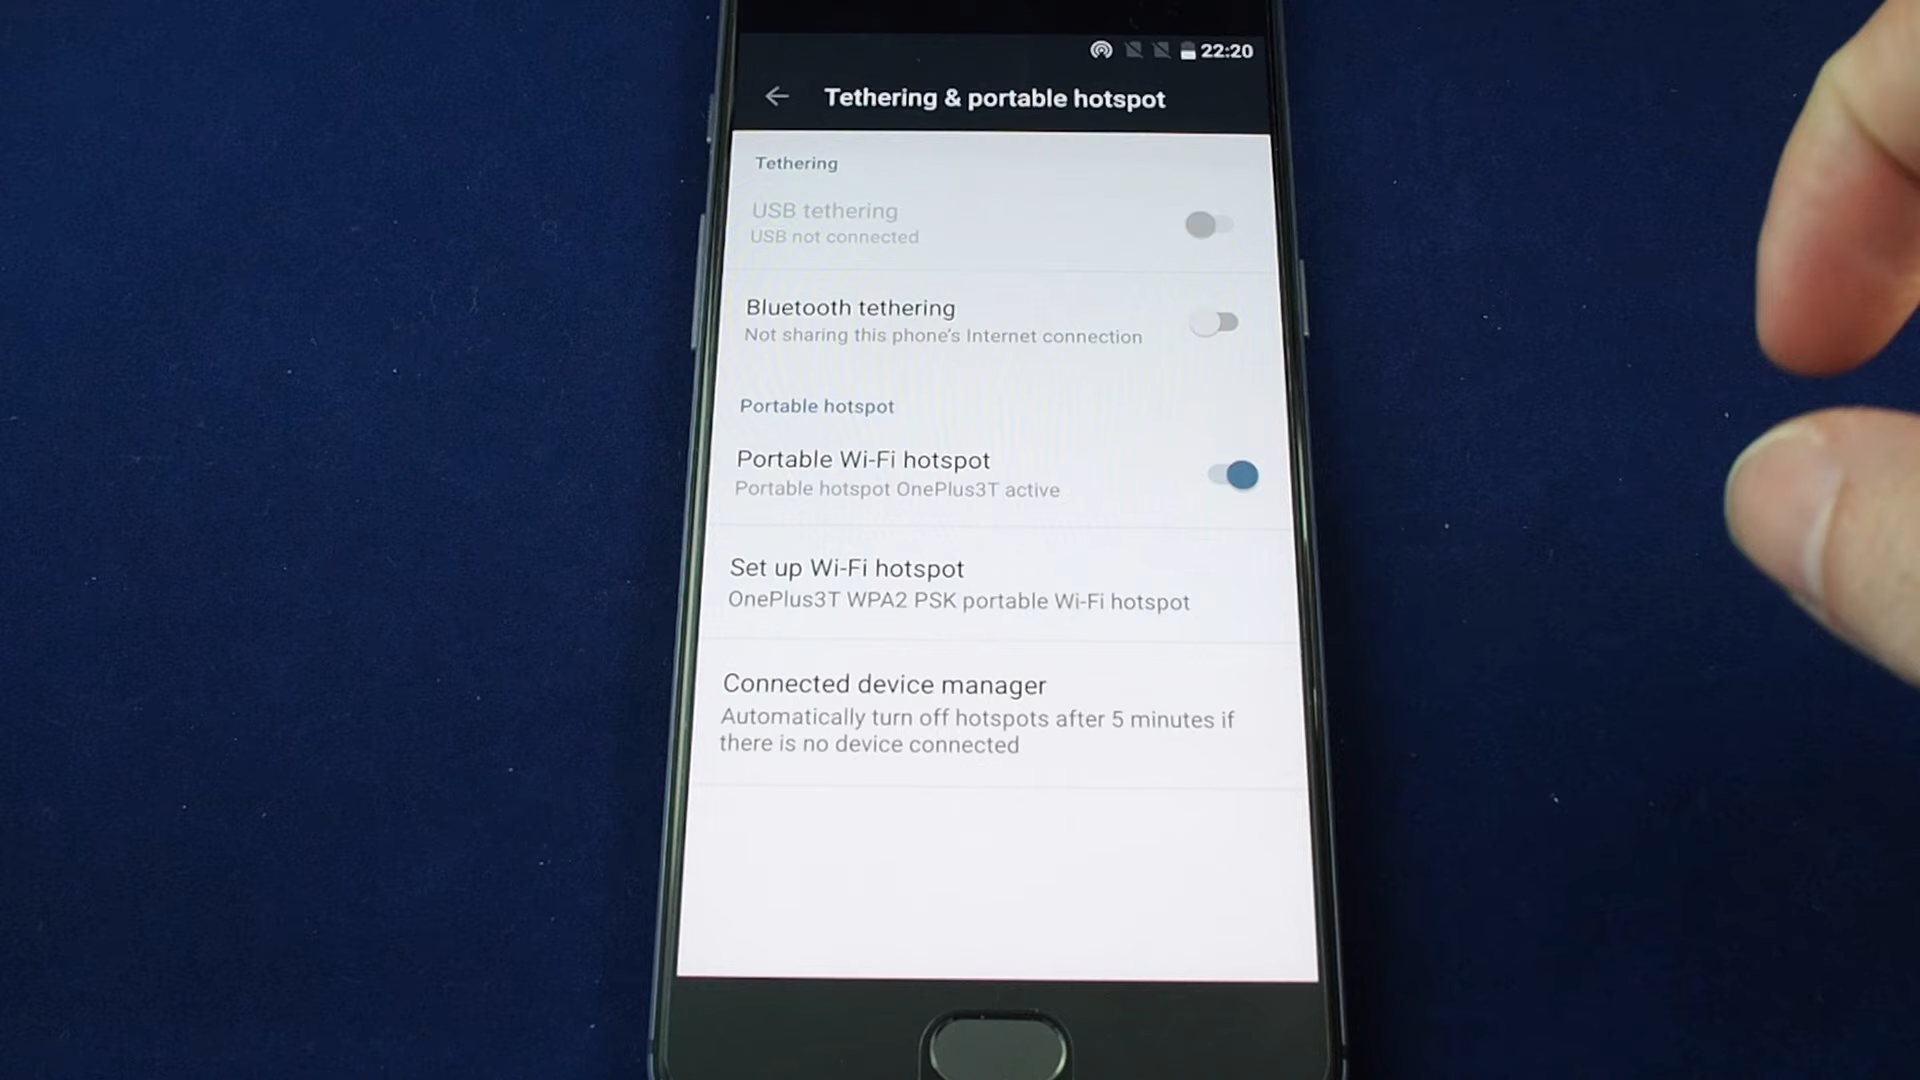 22:20
Tethering & portable hotspot
Tethering
USB tethering
USB not connected
Bluetooth tethering
Not sharing this phone's Internet connection
Portable hotspot
Portable Wi-Fi hotspot
Portable hotspot OnePlus3T active
Set up Wi-Fi hotspot
OnePlus3T WPA2 PSK portable Wi-Fi hotspot
Connected device manager
Automatically turn off hotspots after 5 minutes if
there is no device connected